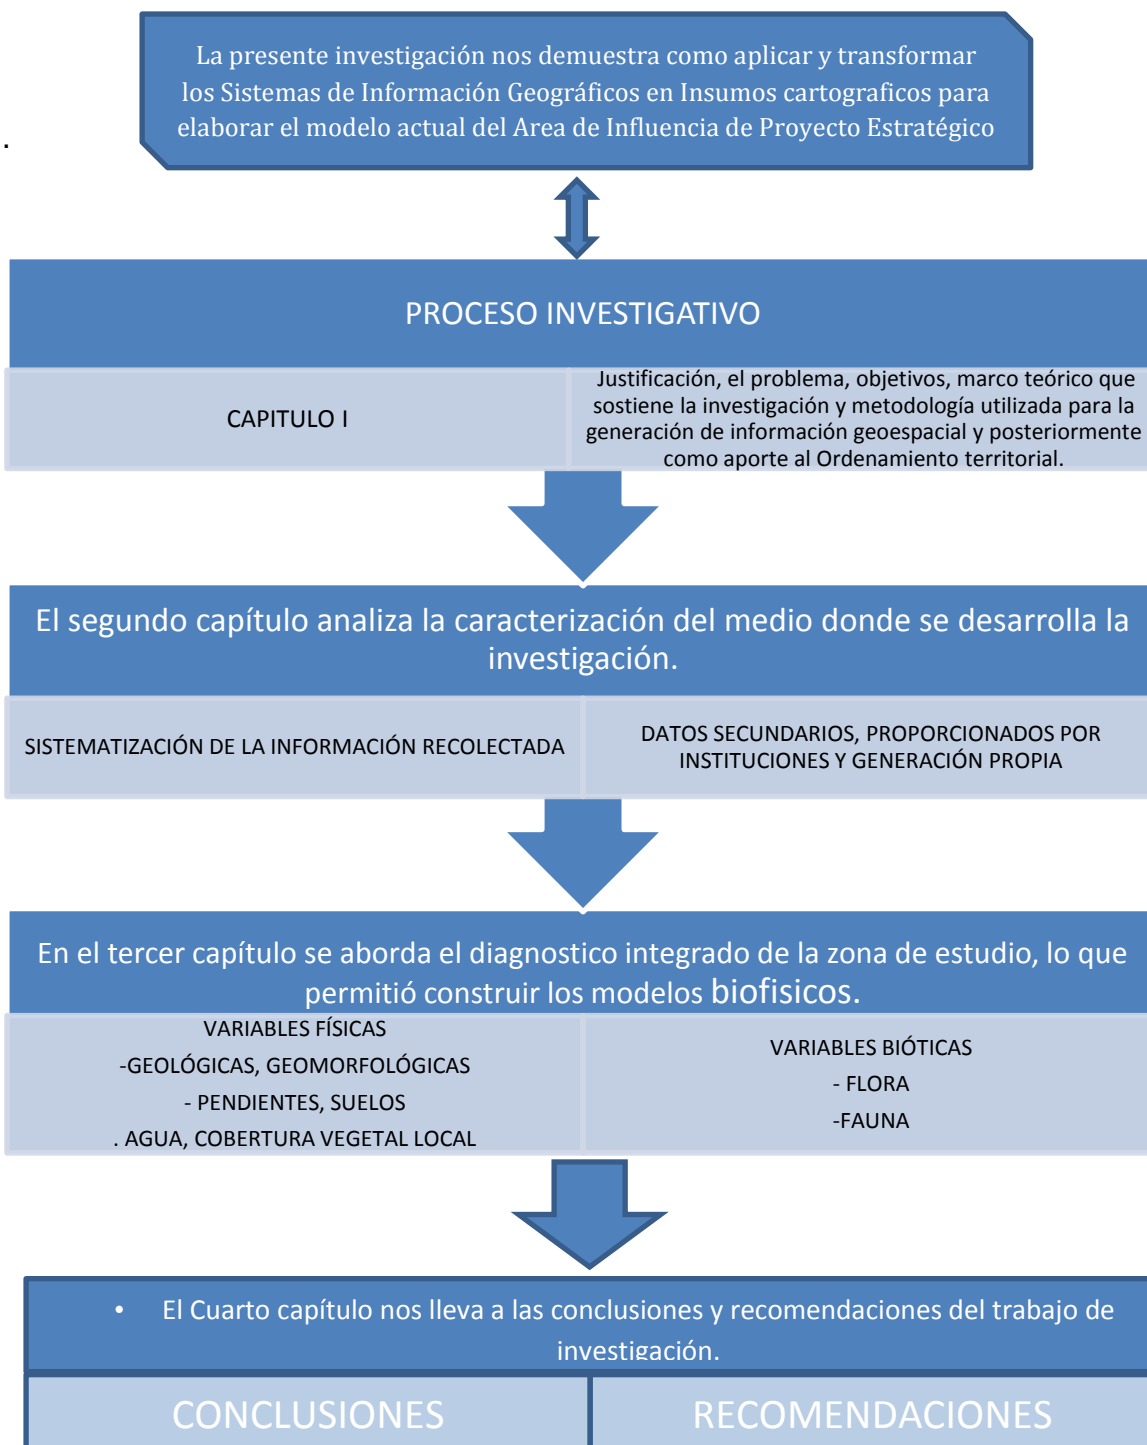 La presente investigación nos demuestra como aplicar y transformar
los Sistemas de Información Geográficos en Insumos cartograficos para
elaborar el modelo actual del Area de Influencia de Proyecto Estratégico
.
PROCESO INVESTIGATIVO
CAPITULO I
Justificación, el problema, objetivos, marco teórico que
sostiene la investigación y metodología utilizada para la
generación de información geoespacial y posteriormente
como aporte al Ordenamiento territorial.
El segundo capítulo analiza la caracterización del medio donde se desarrolla la
investigación.
SISTEMATIZACIÓN DE LA INFORMACIÓN RECOLECTADA
DATOS SECUNDARIOS, PROPORCIONADOS POR
INSTITUCIONES Y GENERACIÓN PROPIA
En el tercer capítulo se aborda el diagnostico integrado de la zona de estudio, lo que
permitió construir los modelos biofisicos.
VARIABLES FÍSICAS
-GEOLÓGICAS, GEOMORFOLÓGICAS
- PENDIENTES, SUELOS
. AGUA, COBERTURA VEGETAL LOCAL
VARIABLES BIÓTICAS
- FLORA
-FAUNA
• El Cuarto capítulo nos lleva a las conclusiones y recomendaciones del trabajo de
investigación.
CONCLUSIONES
RECOMENDACIONES